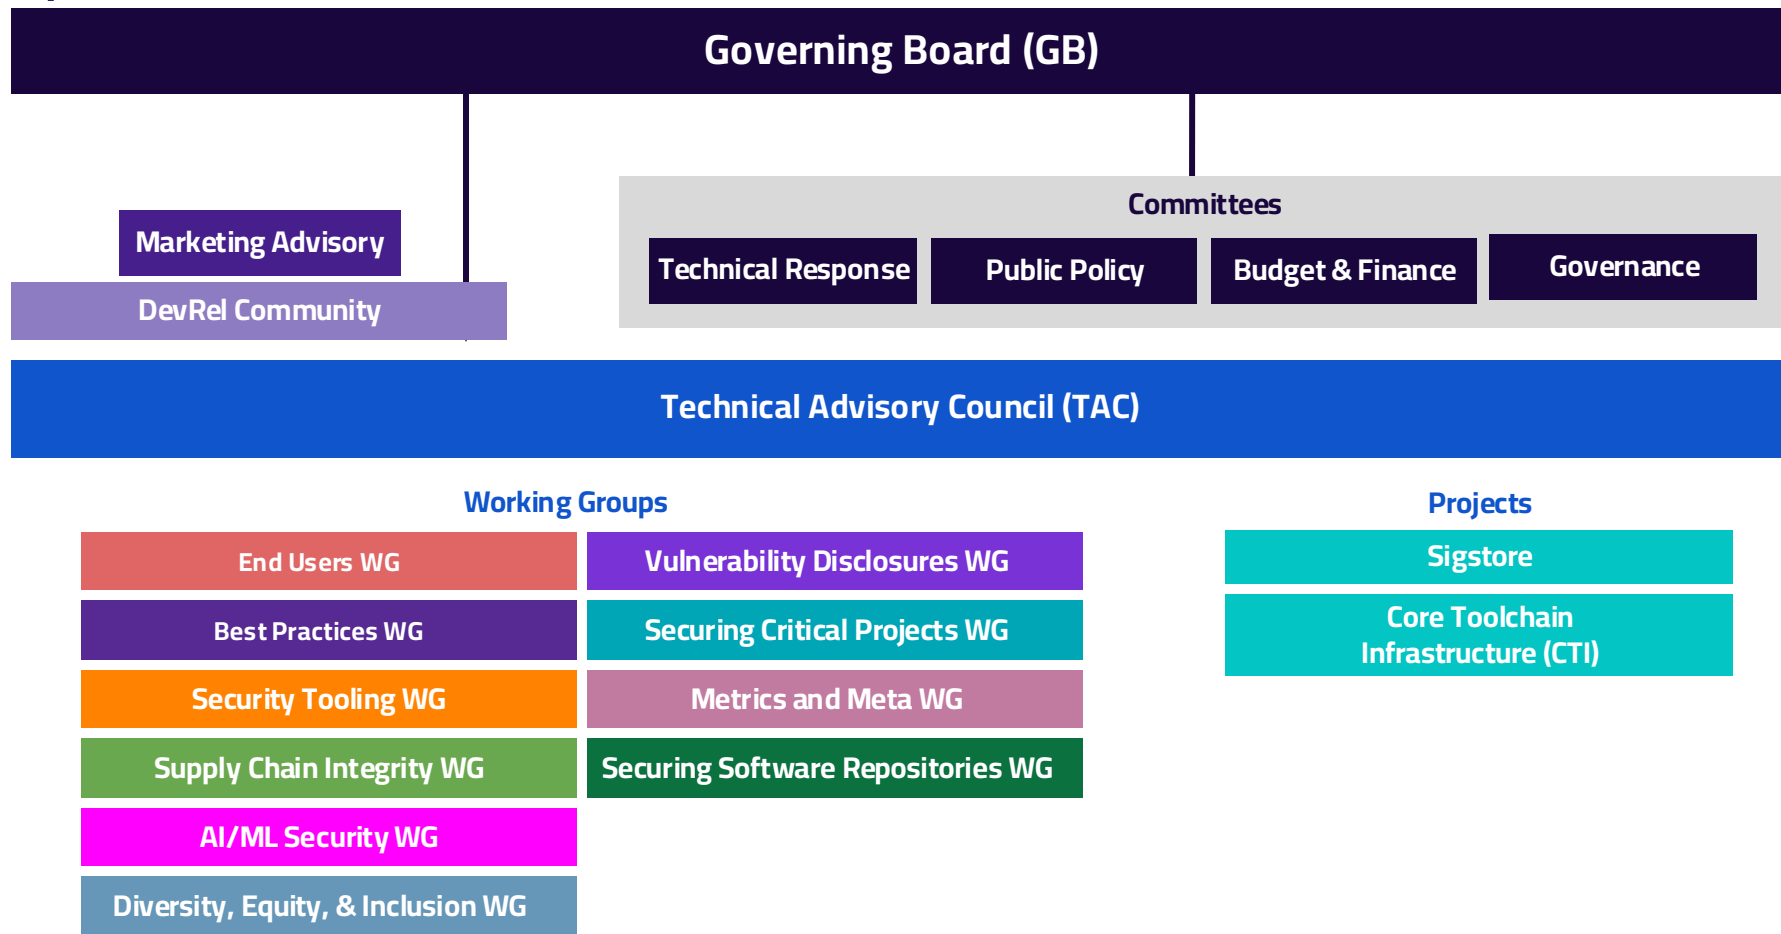 Governing Board (GB)
Committees
Marketing Advisory
Technical Response
Public Policy
Budget & Finance
Governance
DevRel Community
Technical Advisory Council (TAC)
Working Groups
Projects
End Users WG
Vulnerability Disclosures WG
Sigstore
Best Practices WG
Securing Critical Projects WG
Core Toolchain
Infrastructure (CTI)
Security Tooling WG
Metrics and Meta WG
Supply Chain Integrity WG
Securing Software Repositories WG
AI/ML Security WG
Diversity, Equity, & Inclusion WG